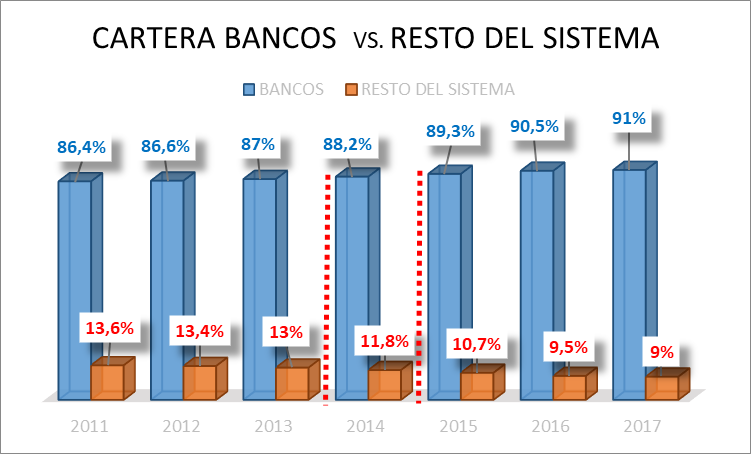 CARTERA BANCOS VS. RESTO DEL SISTEMA
BANCOS RESTO DEL SISTEMA
86,4% 86,6% 87% 88,2% 89,3% 90,5% 91%
13,6% 13,4% 13% 11,8% 10,7% 9,5% 9%
2011 2012 2013 2014 2015 2016 2017